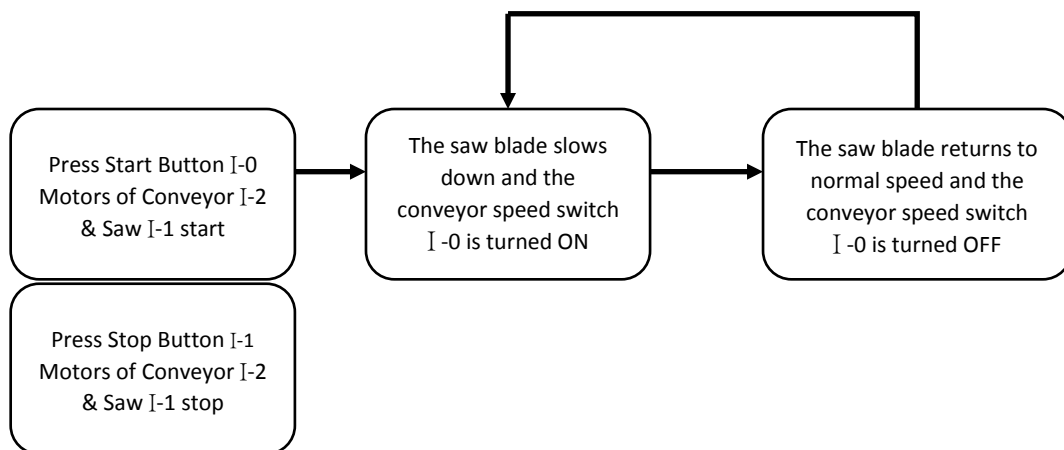 Press Start Button Ⅰ-0
Motors of Conveyor Ⅰ-2
& Saw Ⅰ-1 start
The saw blade slows
down and the
conveyor speed switch
Ⅰ -0 is turned ON
The saw blade returns to
normal speed and the
conveyor speed switch
Ⅰ -0 is turned OFF
Press Stop Button Ⅰ-1
Motors of Conveyor Ⅰ-2
& Saw Ⅰ-1 stop